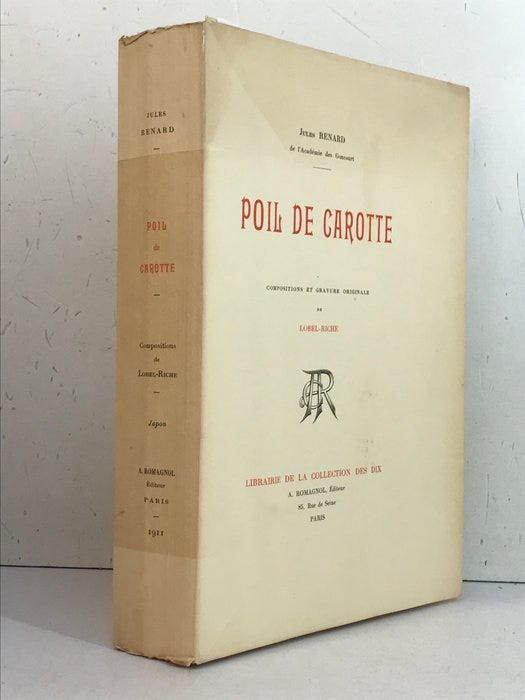 JULES
RENARD
POIL
de
CAROTTE
Compositions
de
LOBEL-RICHE
Japon
A. ROMAGNOL
Éditeur
PARIS
1911
JULES RENARD
de l'Académie des Goncourt
POIL DE CAROTTE
COMPOSITIONS ET GRAVURE ORIGINALE
DE
LOBEL-RICHE
LIBRAIRIE DE LA COLLECTION DES DIX
A. ROMAGNOL, Éditeur
85, Rue de Seine
PARIS